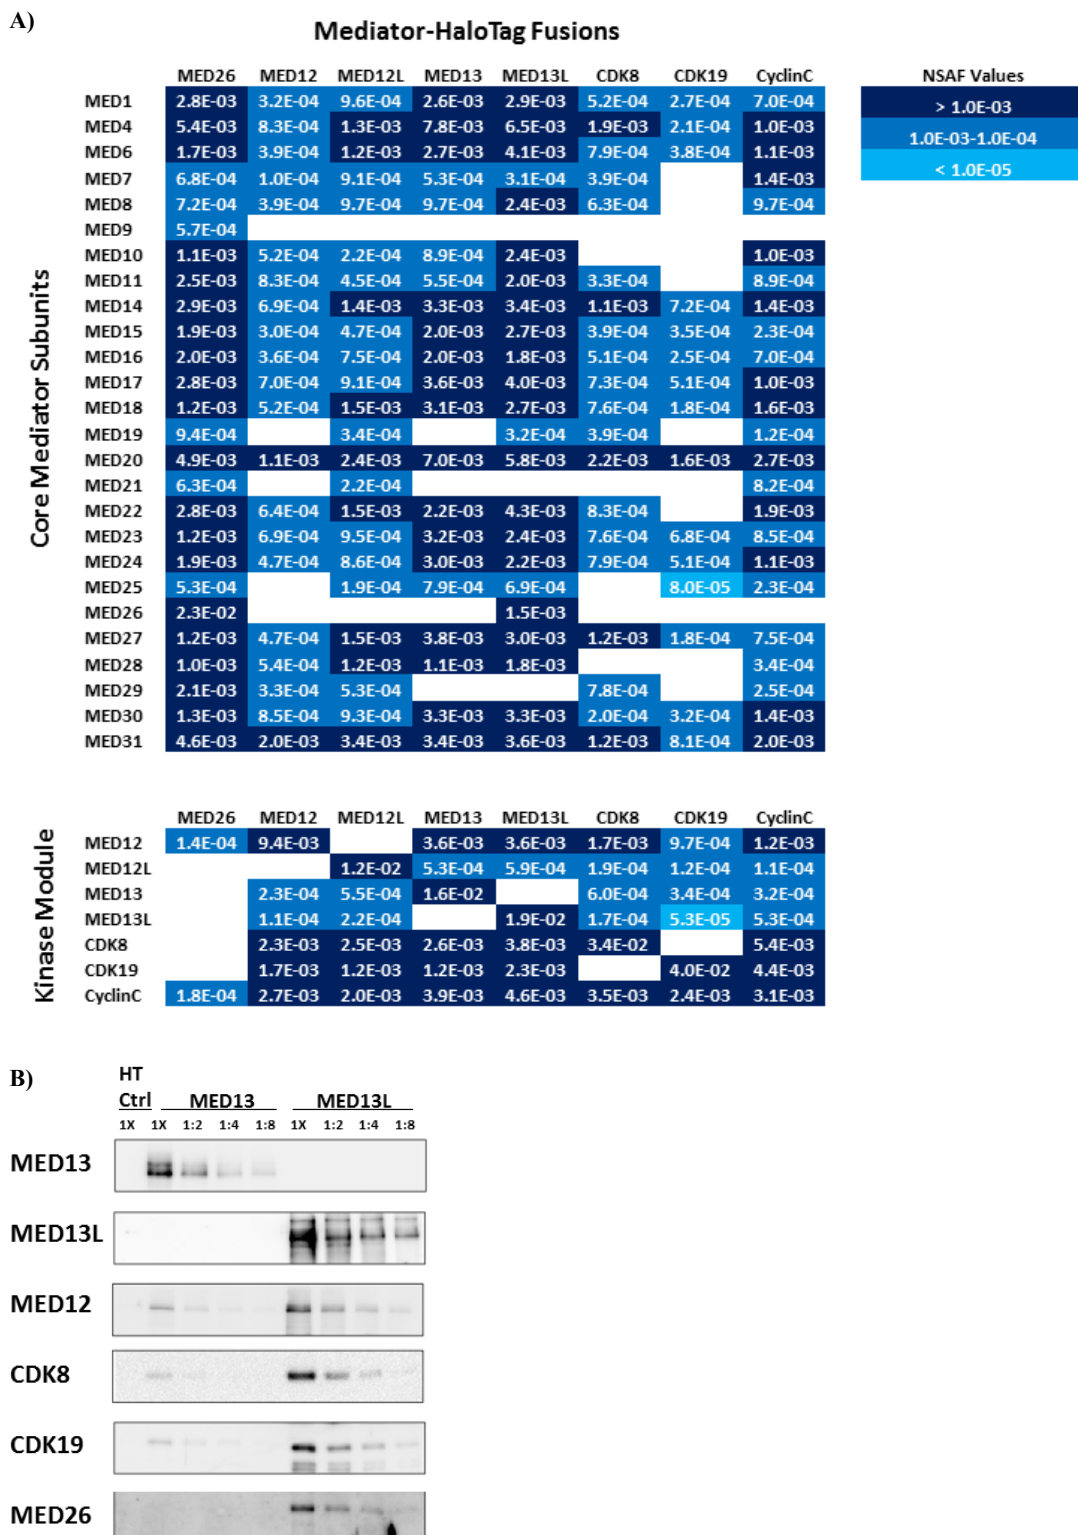 A)
Mediator-HaloTag Fusions
MED26 MED12 MED12L MED13 MED13L CDK8 CDK19 CyclinC NSAF Values
MED1 2.8E-03 3.2E-04 9.6E-04 2.6E-03 2.9E-03 5.2E-04 2.7E-04 7.0E-04 > 1.0E-03
MED4 5.4E-03 8.3E-04 1.3E-03 7.8E-03 6.5E-03 1.9E-03 2.1E-04 1.0E-03 1.0E-03-1.0E-04
MED6 1.7E-03 3.9E-04 1.2E-03 2.7E-03 4.1E-03 7.9E-04 3.8E-04 1.1E-03
MED7 6.8E-04 1.0E-04 9.1E-04 5.3E-04 3.1E-04 3.9E-04 1.4E-03 < 1.0E-05
MED8 7.2E-04 3.9E-04 9.7E-04 9.7E-04 2.4E-03 6.3E-04 9.7E-04
MED9 5.7E-04
MED10 1.1E-03 5.2E-04 2.2E-04 8.9E-04 2.4E-03 1.0E-03
MED11 2.5E-03 8.3E-04 4.5E-04 5.5E-04 2.0E-03 3.3E-04 8.9E-04
MED14 2.9E-03 6.9E-04 1.4E-03 3.3E-03 3.4E-03 1.1E-03 7.2E-04 1.4E-03
MED15 1.9E-03 3.0E-04 4.7E-04 2.0E-03 2.7E-03 3.9E-04 3.5E-04 2.3E-04
MED16 2.0E-03 3.6E-04 7.5E-04 2.0E-03 1.8E-03 5.1E-04 2.5E-04 7.0E-04
MED17 2.8E-03 7.0E-04 9.1E-04 3.6E-03 4.0E-03 7.3E-04 5.1E-04 1.0E-03
MED18 1.2E-03 5.2E-04 1.5E-03 3.1E-03 2.7E-03 7.6E-04 1.8E-04 1.6E-03
MED19 9.4E-04 3.4E-04 3.2E-04 3.9E-04 1.2E-04
MED20 4.9E-03 1.1E-03 2.4E-03 7.0E-03 5.8E-03 2.2E-03 1.6E-03 2.7E-03
MED21 6.3E-04 2.2E-04 8.2E-04
MED22 2.8E-03 6.4E-04 1.5E-03 2.2E-03 4.3E-03 8.3E-04 1.9E-03
MED23 1.2E-03 6.9E-04 9.5E-04 3.2E-03 2.4E-03 7.6E-04 6.8E-04 8.5E-04
MED24 1.9E-03 4.7E-04 8.6E-04 3.0E-03 2.2E-03 7.9E-04 5.1E-04 1.1E-03
MED25 5.3E-04 1.9E-04 7.9E-04 6.9E-04 8.0E-05 2.3E-04
MED26 2.3E-02 1.5E-03
MED27 1.2E-03 4.7E-04 1.5E-03 3.8E-03 3.0E-03 1.2E-03 1.8E-04 7.5E-04
MED28 1.0E-03 5.4E-04 1.2E-03 1.1E-03 1.8E-03 3.4E-04
MED29 2.1E-03 3.3E-04 5.3E-04 7.8E-04 2.5E-04
MED30 1.3E-03 8.5E-04 9.3E-04 3.3E-03 3.3E-03 2.0E-04 3.2E-04 1.4E-03
MED31 4.6E-03 2.0E-03 3.4E-03 3.4E-03 3.6E-03 1.2E-03 8.1E-04 2.0E-03
Core Mediator Subunits
MED26 MED12 MED12L MED13 MED13L CDK8 CDK19 CyclinC
MED12 1.4E-04 9.4E-03 3.6E-03 3.6E-03 1.7E-03 9.7E-04 1.2E-03
MED12L 1.2E-02 5.3E-04 5.9E-04 1.9E-04 1.2E-04 1.1E-04
MED13 2.3E-04 5.5E-04 1.6E-02 6.0E-04 3.4E-04 3.2E-04
MED13L 1.1E-04 2.2E-04 1.9E-02 1.7E-04 5.3E-05 5.3E-04
CDK8 2.3E-03 2.5E-03 2.6E-03 3.8E-03 3.4E-02 5.4E-03
CDK19 1.7E-03 1.2E-03 1.2E-03 2.3E-03 4.0E-02 4.4E-03
CyclinC 1.8E-04 2.7E-03 2.0E-03 3.9E-03 4.6E-03 3.5E-03 2.4E-03 3.1E-03
Kinase Module
B)
HT
Ctrl MED13 MED13L
1X 1X 1:2 1:4 1:8 1X 1:2 1:4 1:8
MED13
MED13L
MED12
CDK8
CDK19
MED26